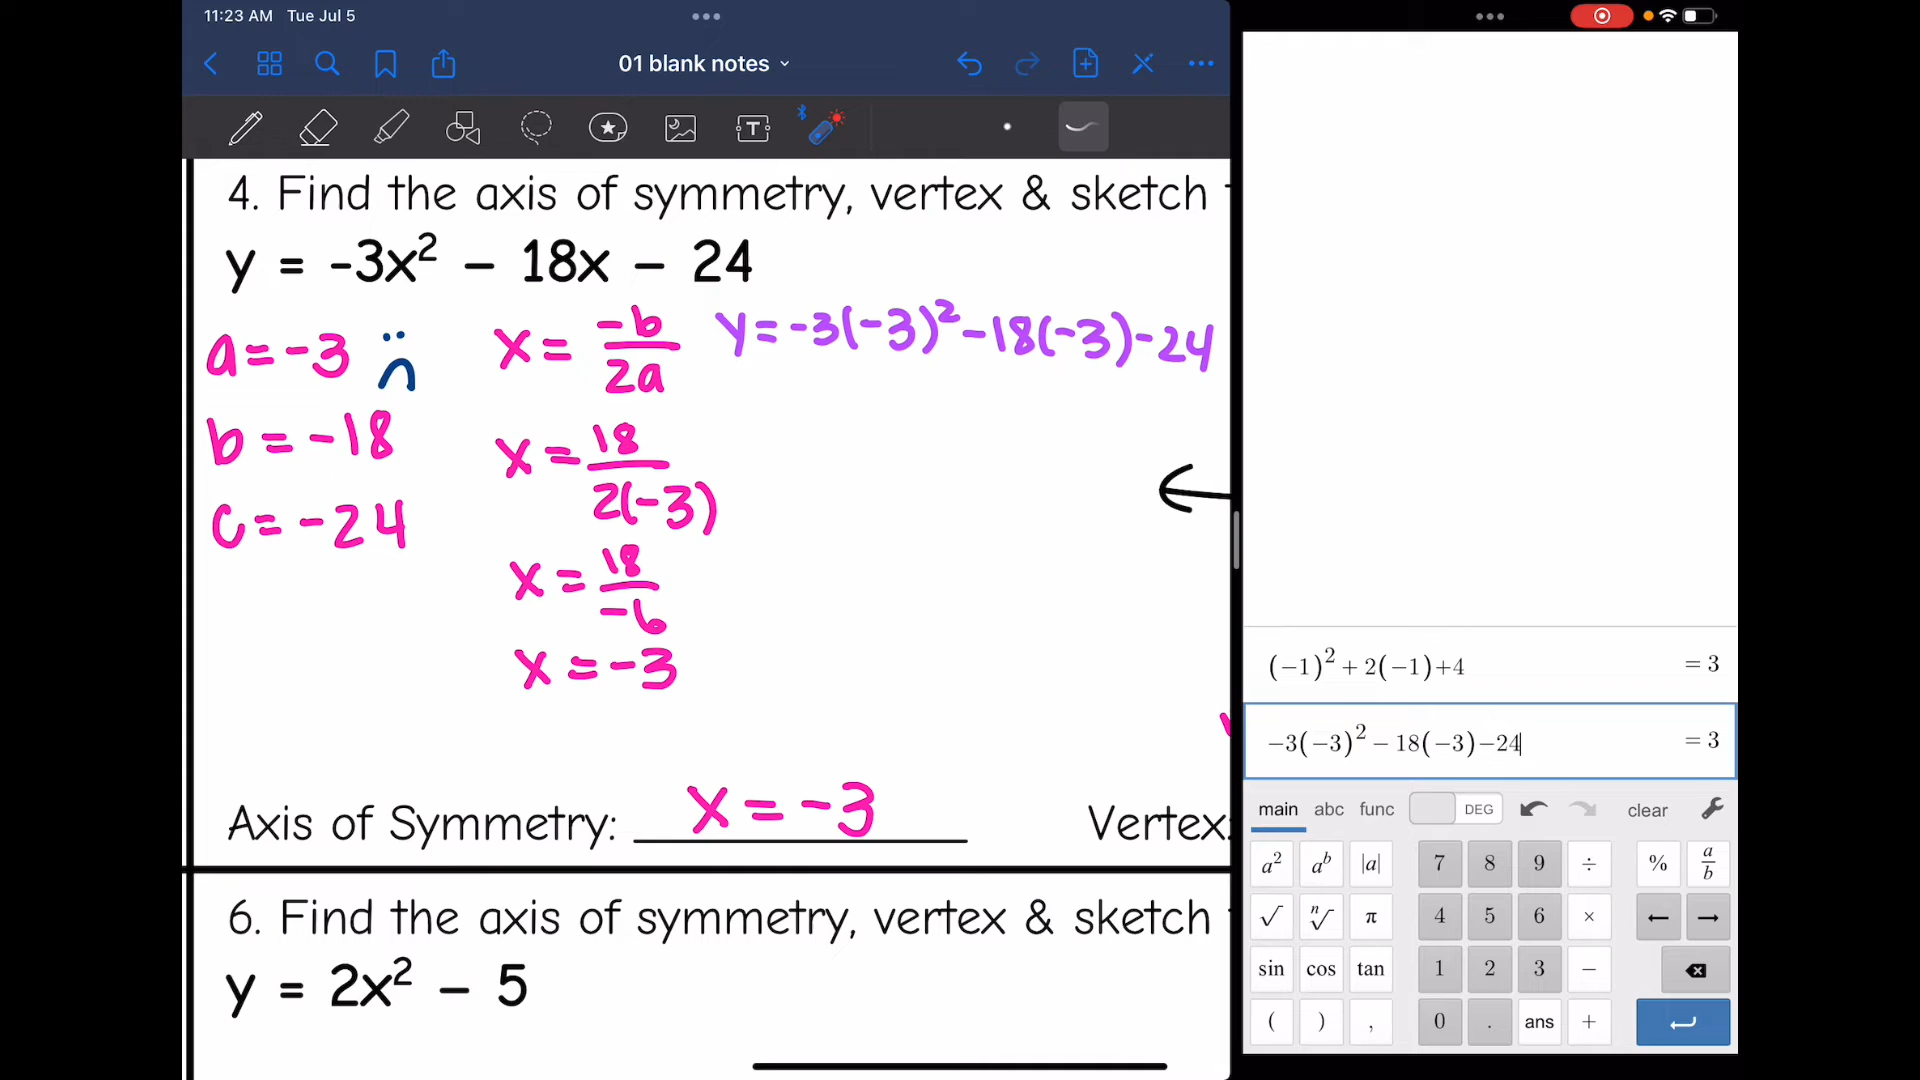 11:23 AM Tue Jul 5
01 blank notes
T
4. Find the axis of symmetry, vertex & sketch
y = -3x² – 18x – 24
a = -3
b = -18
c = -24
x = -b/2a
x = 18/2(-3)
x = 18/-6
x = -3
y = -3(-3)² - 18(-3) - 24
Axis of Symmetry: x = -3
Vertex:
6. Find the axis of symmetry, vertex & sketch
y = 2x² – 5
(−1)² + 2(−1)+4 = 3
−3(−3)² − 18(−3)−24 = 3
main abc func DEG clear
a² aᵇ |a| 7 8 9 ÷ % a/b
√ ⁿ√ π 4 5 6 × ← →
sin cos tan 1 2 3 −
( ) , 0 . ans +